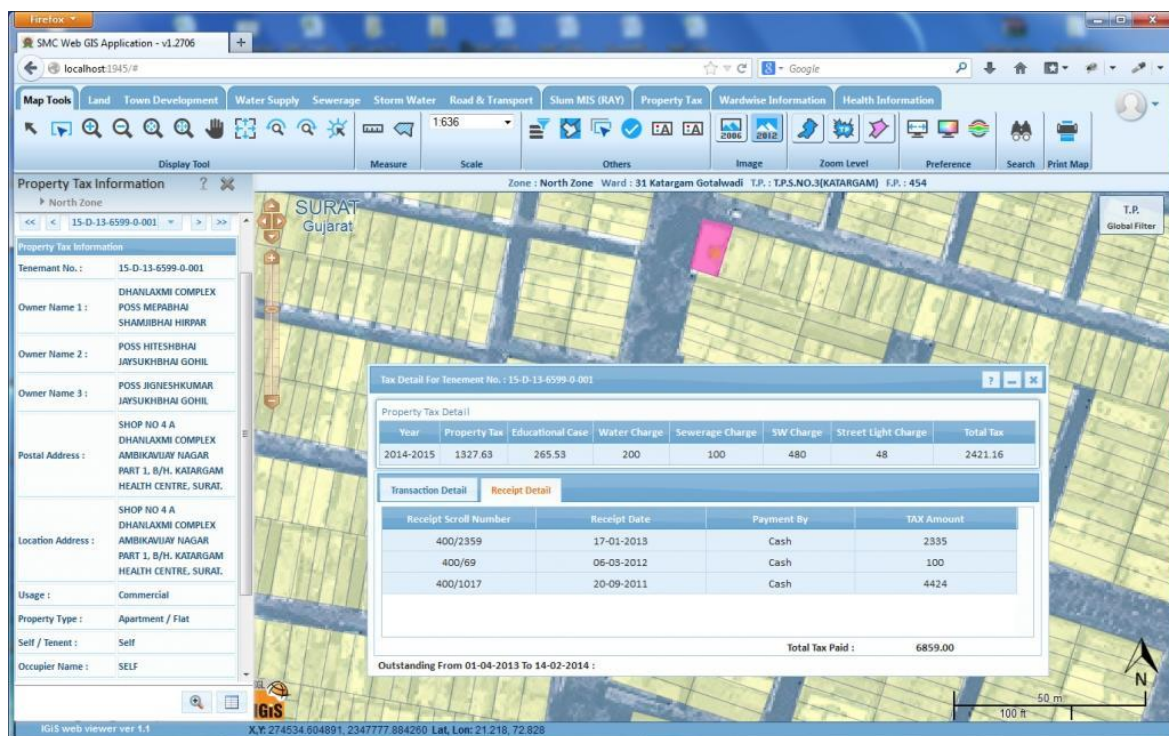 Firefox
SMC Web GIS Application - v1.2706
localhost:1945/#
Google
Map Tools Land Town Development Water Supply Sewerage Storm Water Road & Transport Slum MIS (RAY) Property Tax Wardwise Information Health Information
1:636
2006 2012
Display Tool Measure Scale Others Image Zoom Level Preference Search Print Map
Property Tax Information ?
North Zone
Zone : North Zone Ward : 31 Katargam Gotalwadi T.P. : T.P.S.NO.3(KATARGAM) F.P. : 454
<< < 15-D-13-6599-0-001 > >>
Property Tax Information
Tenemant No. : 15-D-13-6599-0-001
Owner Name 1 : DHANLAXMI COMPLEX
POSS MEPABHAI
SHAMJIBHAI HIRPAR
Owner Name 2 : POSS HITESHBHAI
JAYSUKHBHAI GOHIL
Owner Name 3 : POSS JIGNESHKUMAR
JAYSUKHBHAI GOHIL
Postal Address : SHOP NO 4 A
DHANLAXMI COMPLEX
AMBIKAVIJAY NAGAR
PART 1, B/H. KATARGAM
HEALTH CENTRE, SURAT.
Location Address : SHOP NO 4 A
DHANLAXMI COMPLEX
AMBIKAVIJAY NAGAR
PART 1, B/H. KATARGAM
HEALTH CENTRE, SURAT.
Usage : Commercial
Property Type : Apartment / Flat
Self / Tenent : Self
Occupier Name : SELF
SURAT
Gujarat
T.P.
Global Filter
Tax Detail For Tenement No. : 15-D-13-6599-0-001 ?
Property Tax Detail
Year Property Tax Educational Case Water Charge Sewerage Charge SW Charge Street Light Charge Total Tax
2014-2015 1327.63 265.53 200 100 480 48 2421.16
Transaction Detail Receipt Detail
Receipt Scroll Number Receipt Date Payment By TAX Amount
400/2359 17-01-2013 Cash 2335
400/69 06-03-2012 Cash 100
400/1017 20-09-2011 Cash 4424
Total Tax Paid : 6859.00
Outstanding From 01-04-2013 To 14-02-2014 :
N
50 m
100 ft
IGiS
IGiS web viewer ver 1.1
X,Y: 274534.604891, 2347777.884260 Lat, Lon: 21.218, 72.828